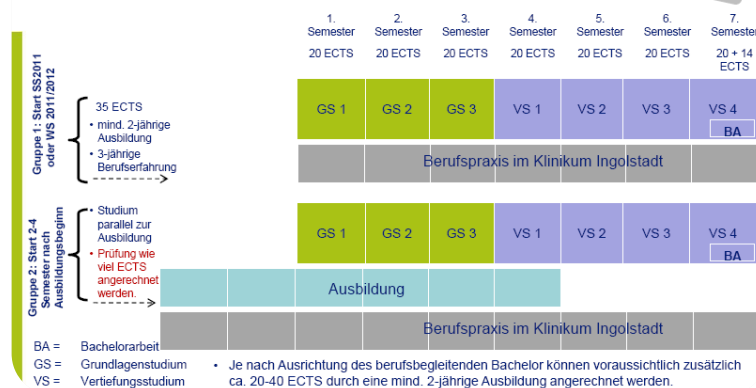 1.
Semester
2.
Semester
3.
Semester
4.
Semester
5.
Semester
6.
Semester
7.
Semester
20 ECTS
20 ECTS
20 ECTS
20 ECTS
20 ECTS
20 ECTS
20 + 14
ECTS
Gruppe 1: Start SS2011
oder WS 2011/2012
35 ECTS
• mind. 2-jährige
Ausbildung
• 3-jährige
Berufserfahrung
GS 1
GS 2
GS 3
VS 1
VS 2
VS 3
VS 4
BA
Berufspraxis im Klinikum Ingolstadt
Gruppe 2: Start 2-4
Semester nach
Ausbildungsbeginn
• Studium
parallel zur
Ausbildung
• Prüfung wie
viel ECTS
angerechnet
werden.
GS 1
GS 2
GS 3
VS 1
VS 2
VS 3
VS 4
BA
Ausbildung
Berufspraxis im Klinikum Ingolstadt
BA = Bachelorarbeit
GS = Grundlagenstudium
VS = Vertiefungsstudium
• Je nach Ausrichtung des berufsbegleitenden Bachelor können voraussichtlich zusätzlich
ca. 20-40 ECTS durch eine mind. 2-jährige Ausbildung angerechnet werden.